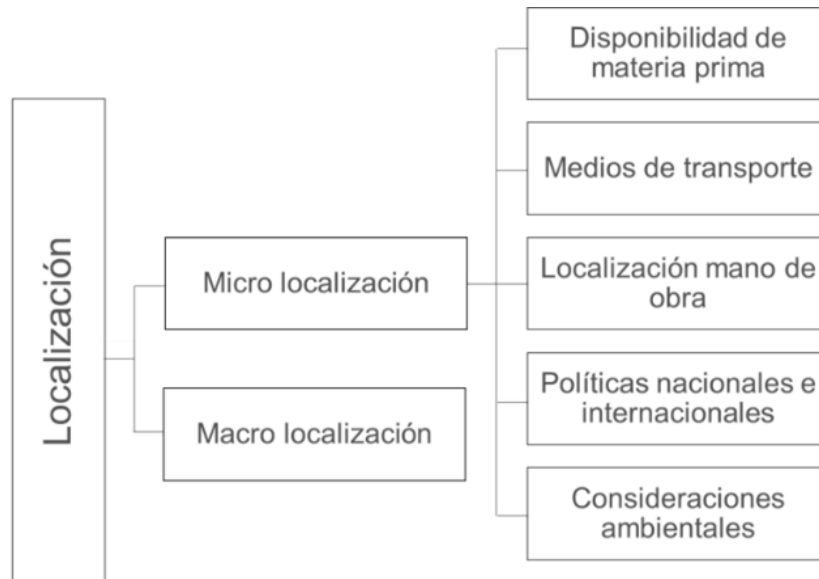 Localización
Micro localización
Macro localización
Disponibilidad de
materia prima
Medios de transporte
Localización mano de
obra
Políticas nacionales e
internacionales
Consideraciones
ambientales